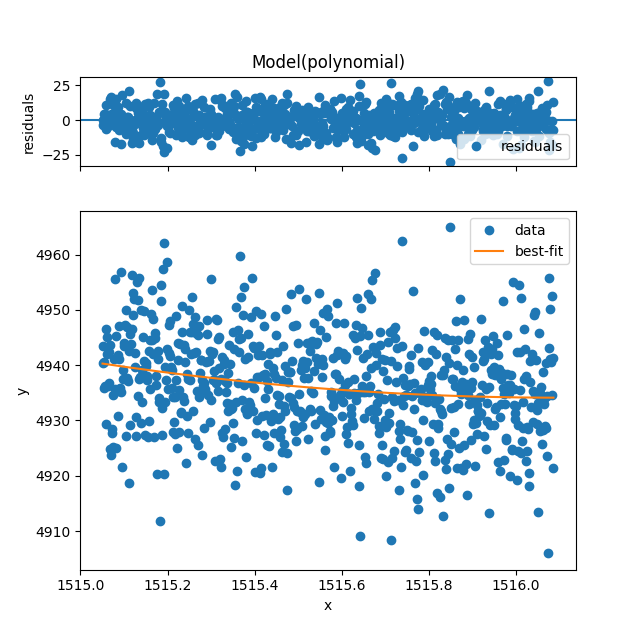 Model(polynomial)
25
0
−25
residuals
residuals
4960
4950
4940
4930
4920
4910
y
data
best-fit
1515.0 1515.2 1515.4 1515.6 1515.8 1516.0
x